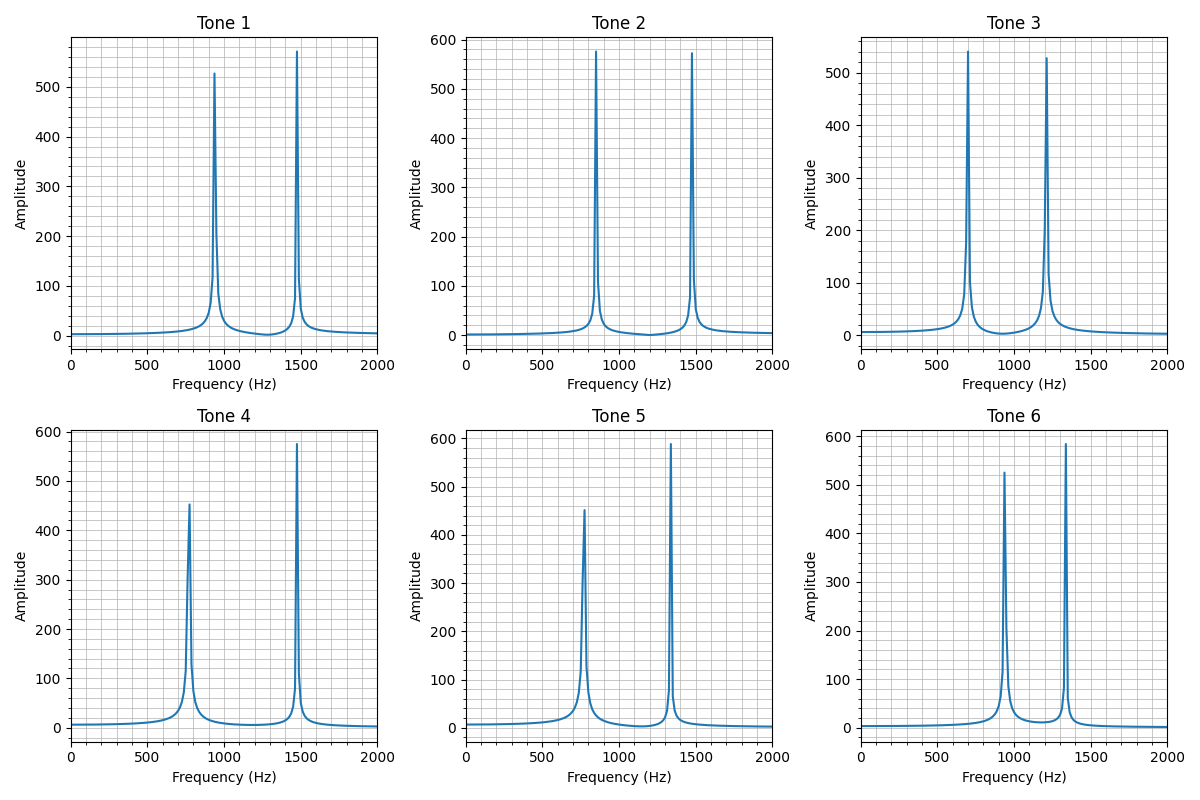 Tone 1 Tone 2 Tone 3
Amplitude Amplitude Amplitude
500 600 500
400 500 400
300 400 300
200 300 200
100 200 100
0 100 0
0
0 500 1000 1500 2000 0 500 1000 1500 2000 0 500 1000 1500 2000
Frequency (Hz) Frequency (Hz) Frequency (Hz)
Tone 4 Tone 5 Tone 6
Amplitude Amplitude Amplitude
600 600 600
500 500 500
400 400 400
300 300 300
200 200 200
100 100 100
0 0 0
0 500 1000 1500 2000 0 500 1000 1500 2000 0 500 1000 1500 2000
Frequency (Hz) Frequency (Hz) Frequency (Hz)